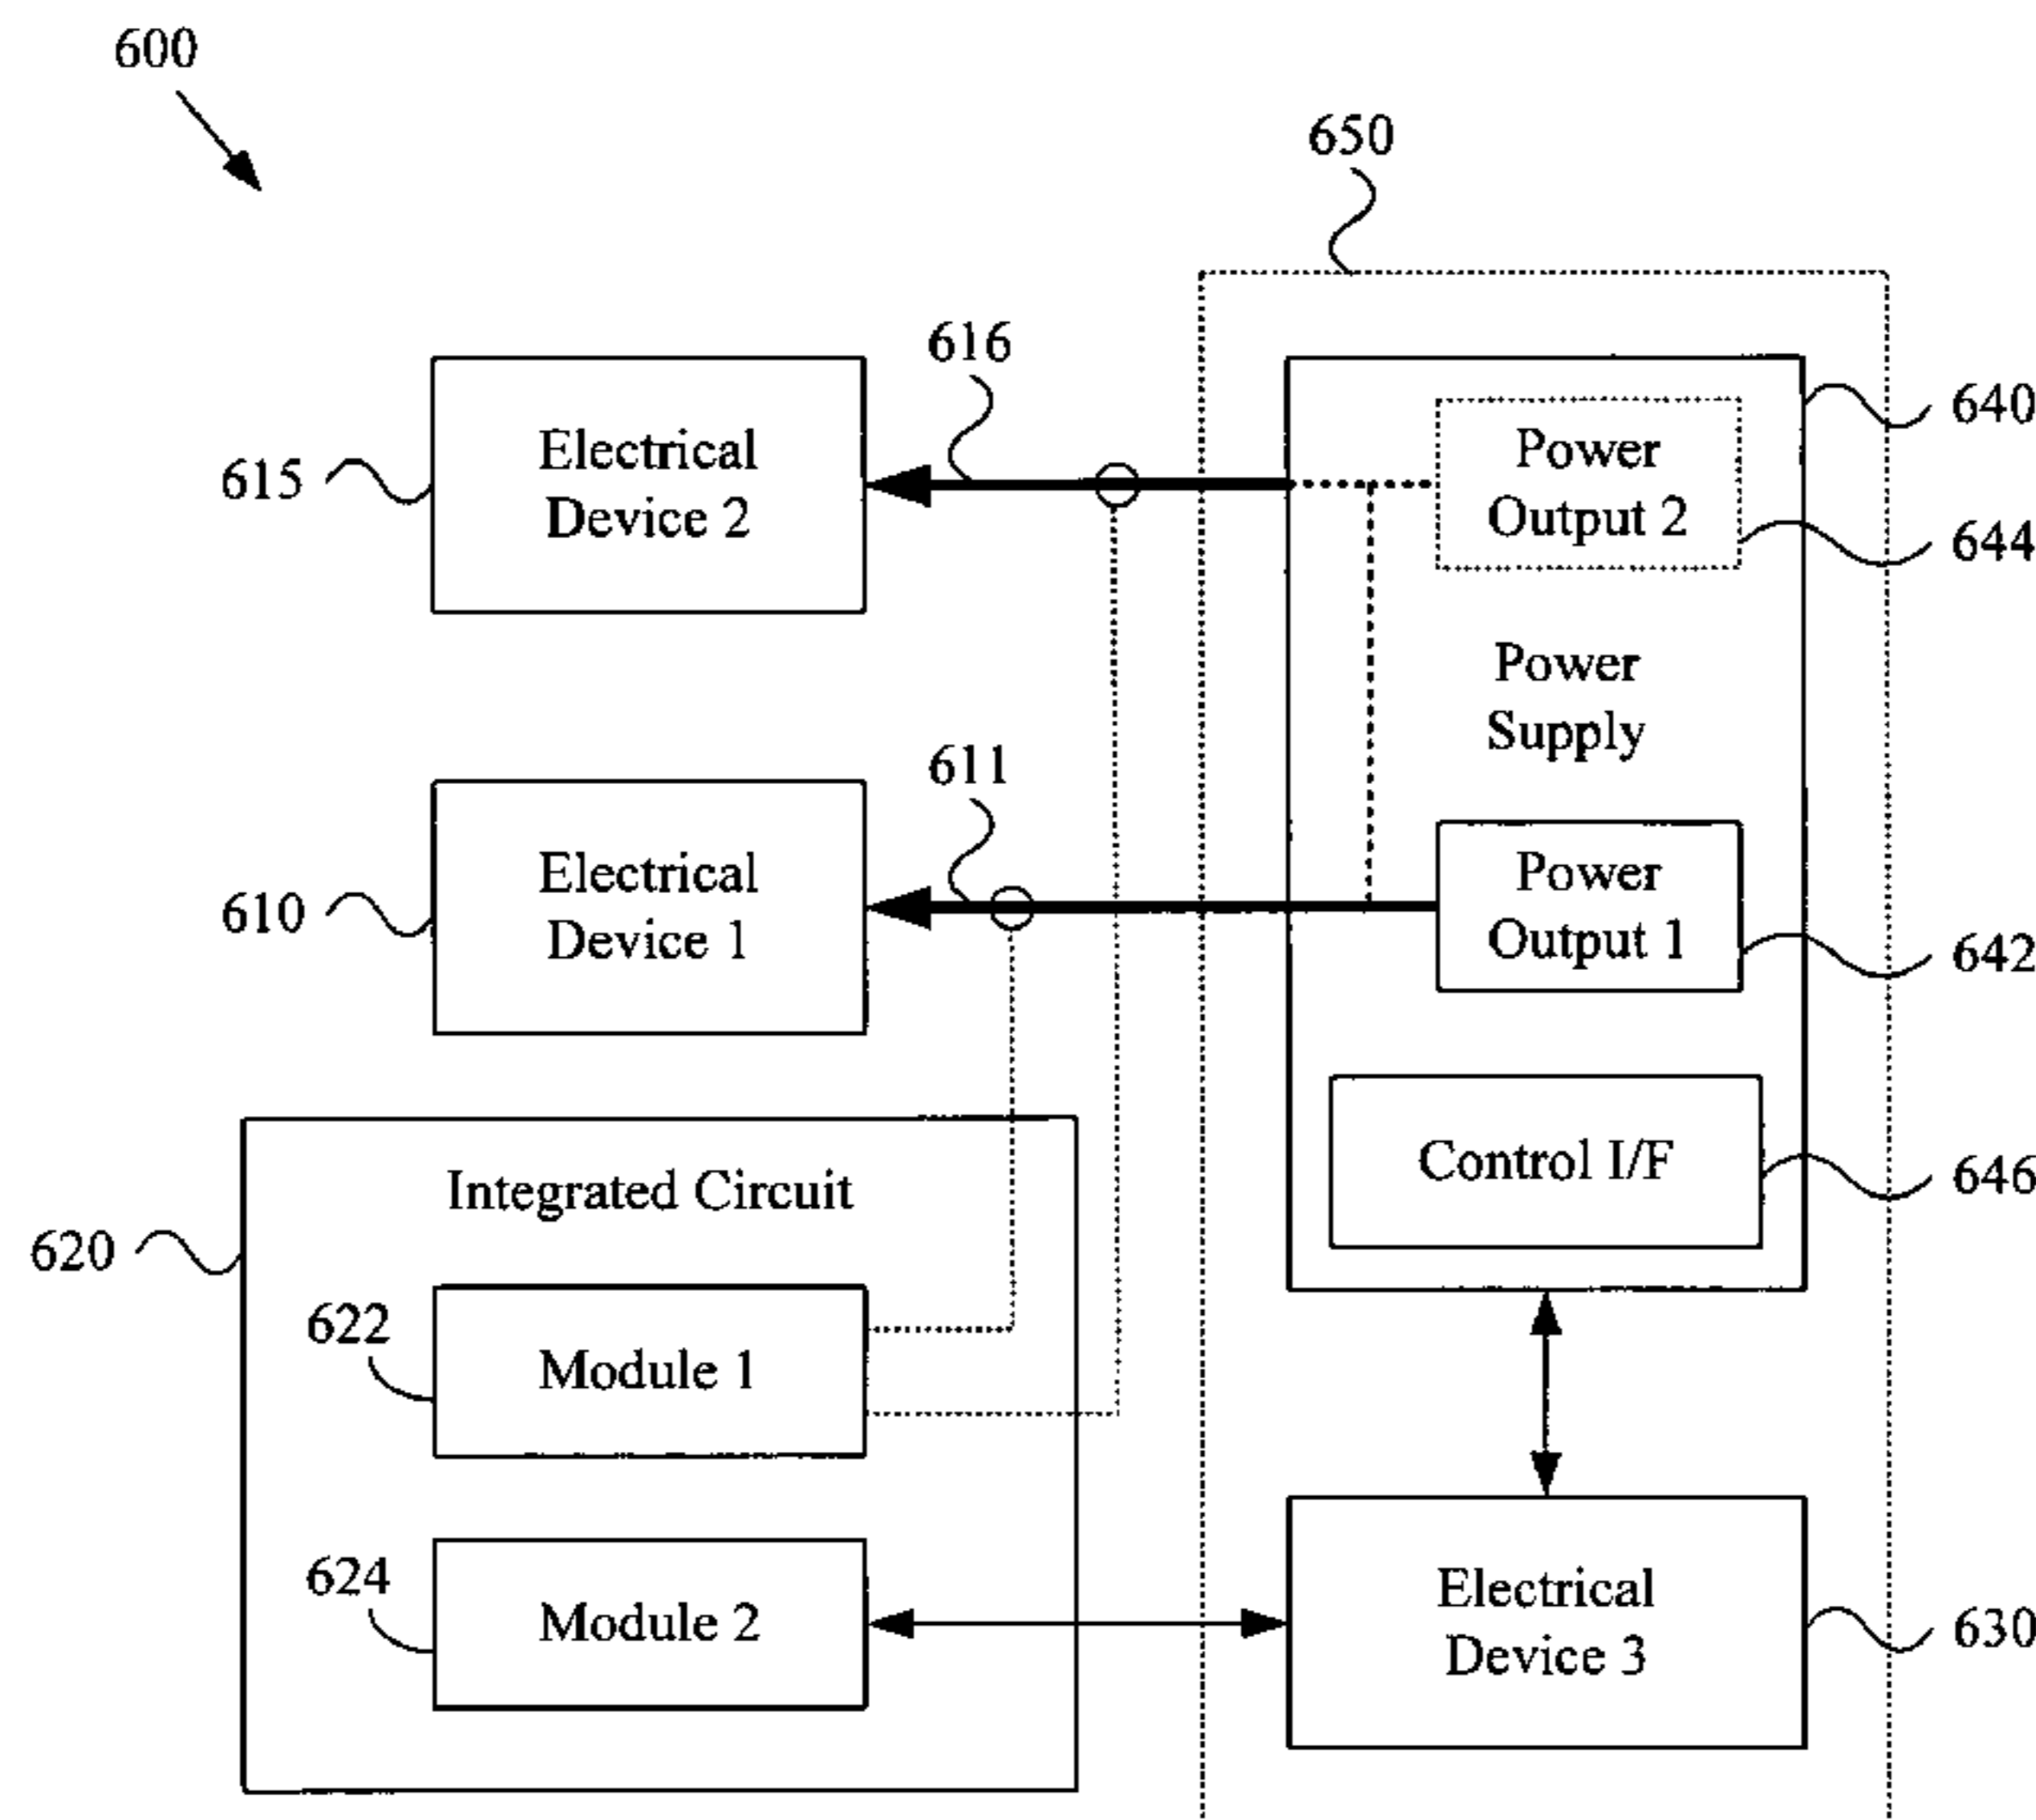 600
650
616
640
Electrical
Device 2
Power
Output 2
615
644
Power
Supply
611
Electrical
Device 1
Power
Output 1
610
642
Control I/F
646
Integrated Circuit
620
622
Module 1
624
Module 2
Electrical
Device 3
630